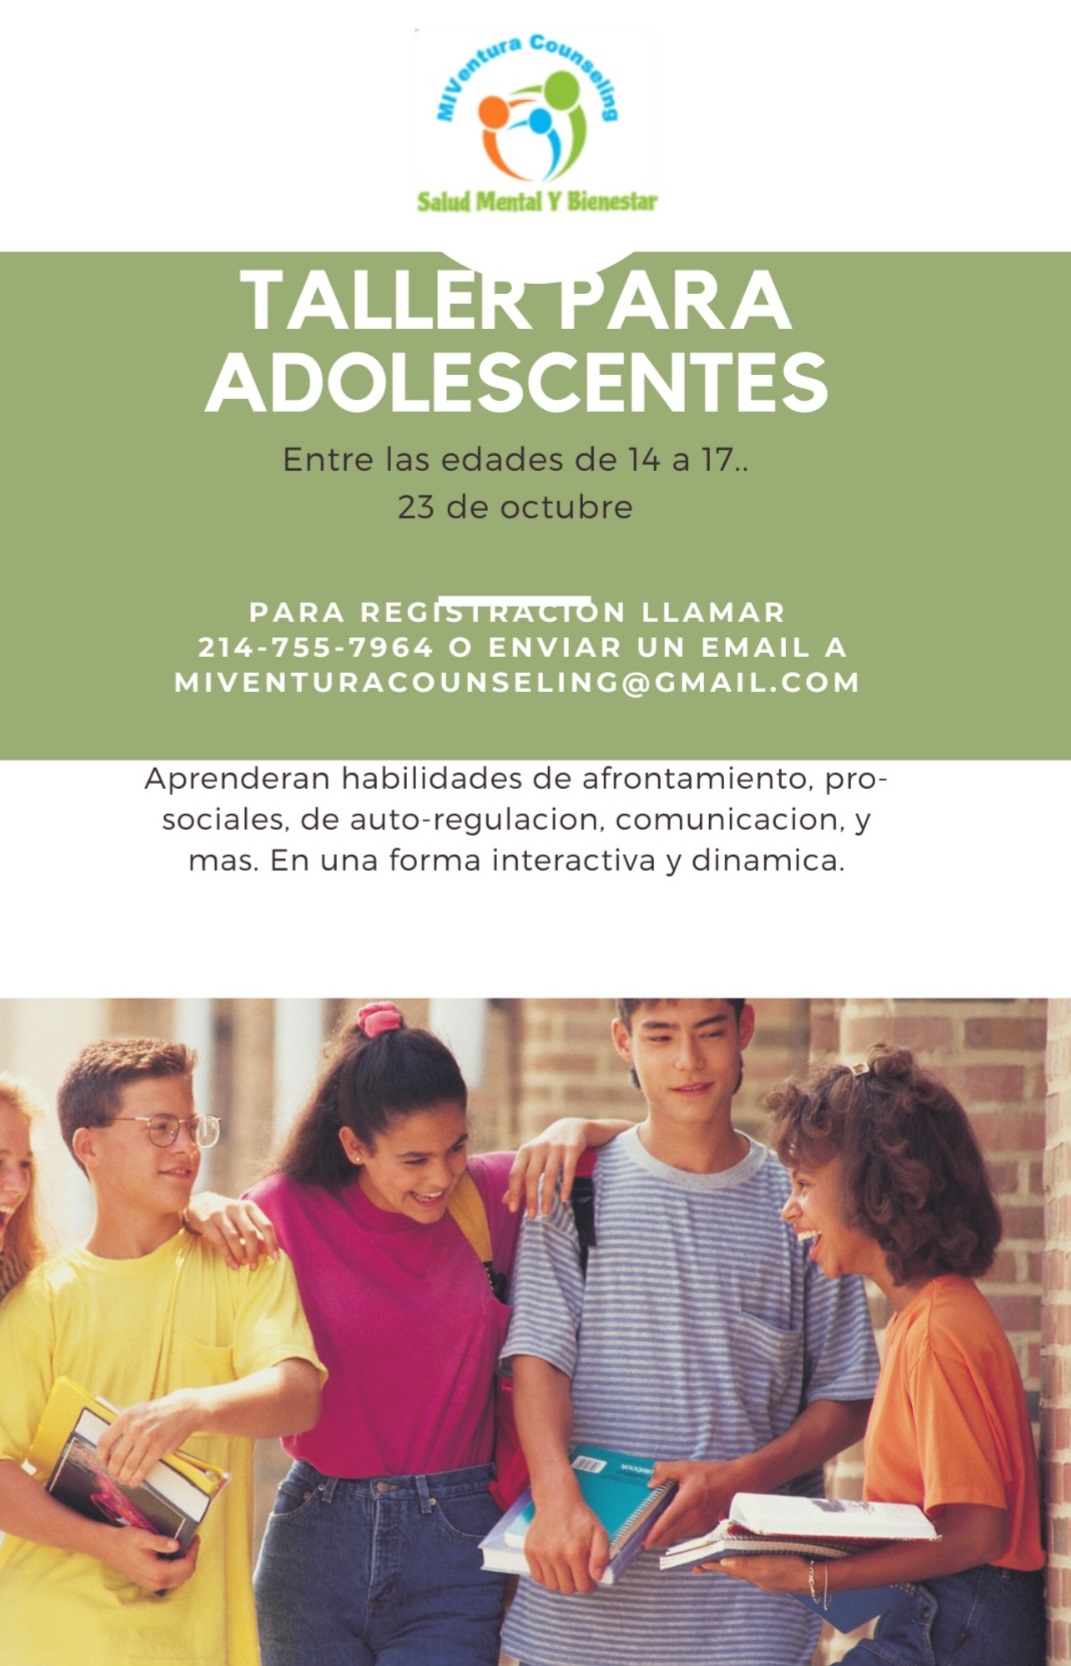 MIVentura Counseling
Salud Mental Y Bienestar
TALLER PARA
ADOLESCENTES
Entre las edades de 14 a 17..
23 de octubre
PARA REGISTRACION LLAMAR
214-755-7964 O ENVIAR UN EMAIL A
MIVENTURACOUNSELING@GMAIL.COM
Aprenderan habilidades de afrontamiento, pro-
sociales, de auto-regulacion, comunicacion, y
mas. En una forma interactiva y dinamica.